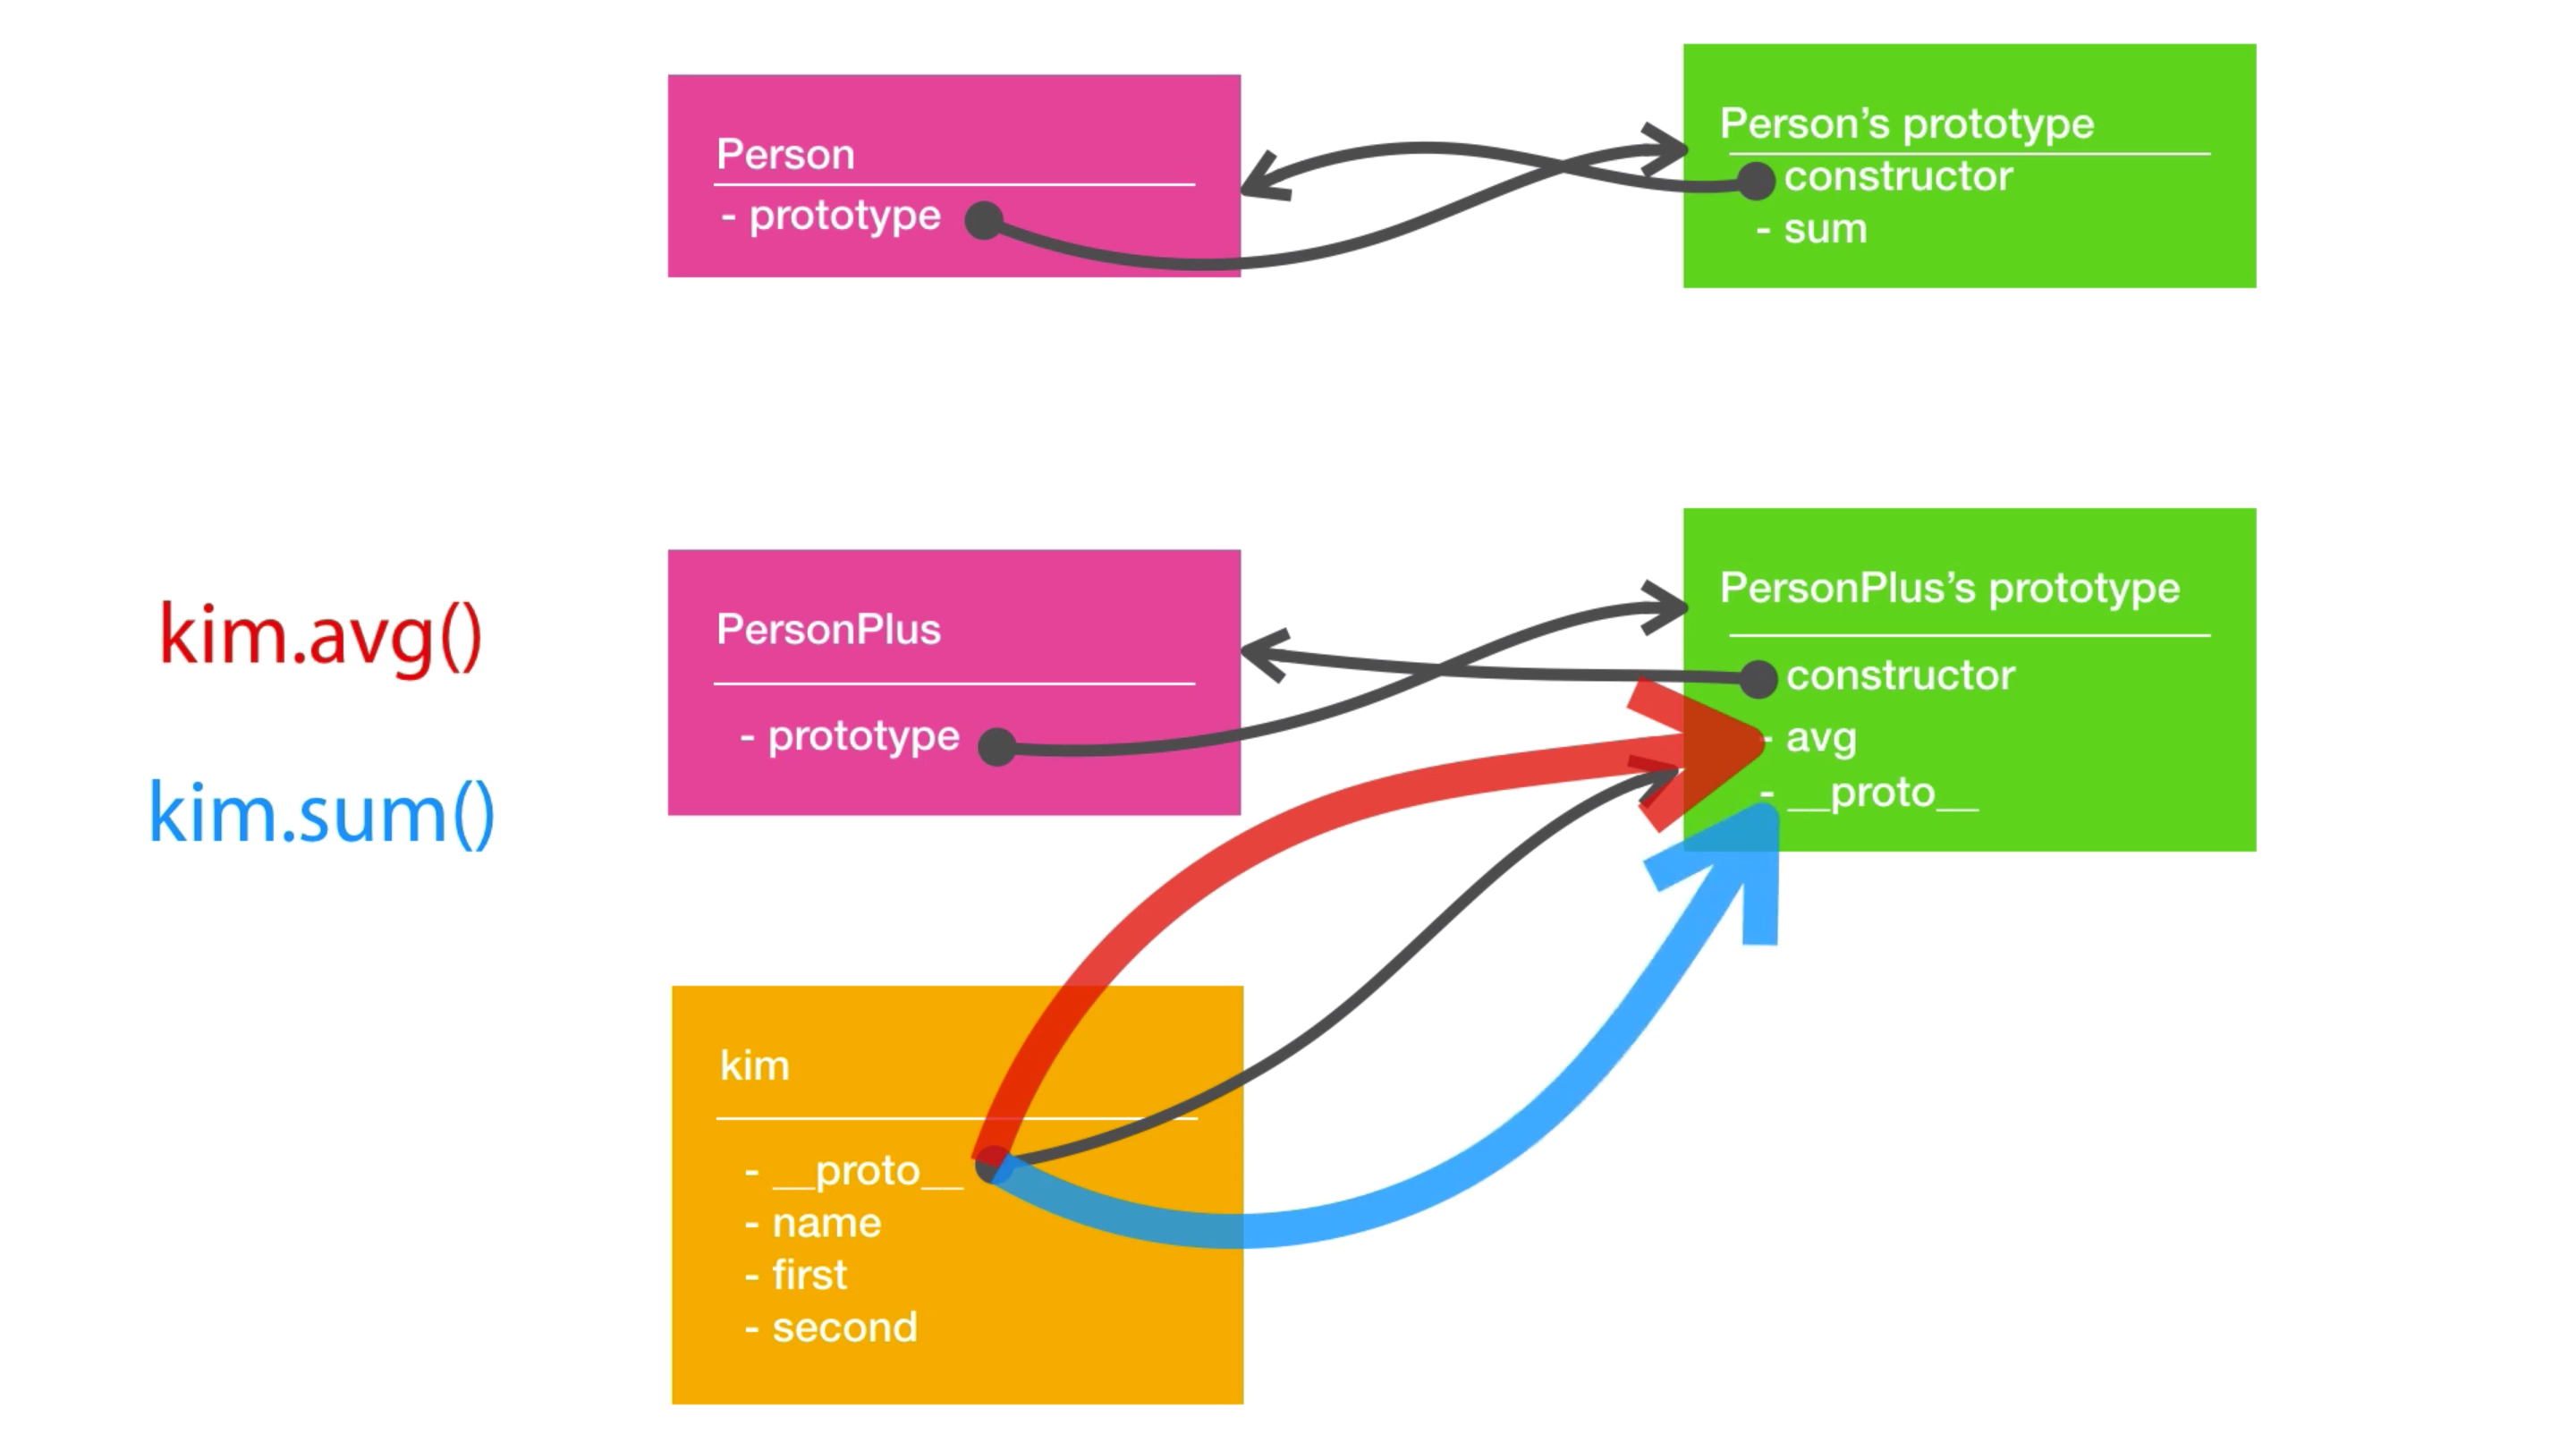 Person
- prototype
Person’s prototype
constructor
- sum
kim.avg()
kim.sum()
PersonPlus
- prototype
PersonPlus’s prototype
constructor
- avg
- __proto__
kim
- __proto__
- name
- first
- second